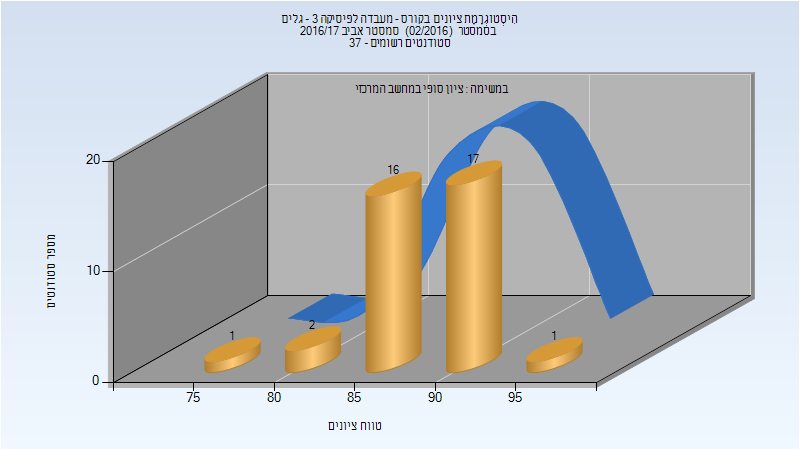 היסטוגרמת ציונים בקורס - מעבדה לפיסיקה 3 - גלים
בסמסטר (02/2016) סמסטר אביב 2016/17
סטודנטים רשומים - 37
במשימה : ציון סופי במחשב המרכזי
20
10
0
מספר סטודנטים
1
2
16
17
1
75
80
85
90
95
טווח ציונים